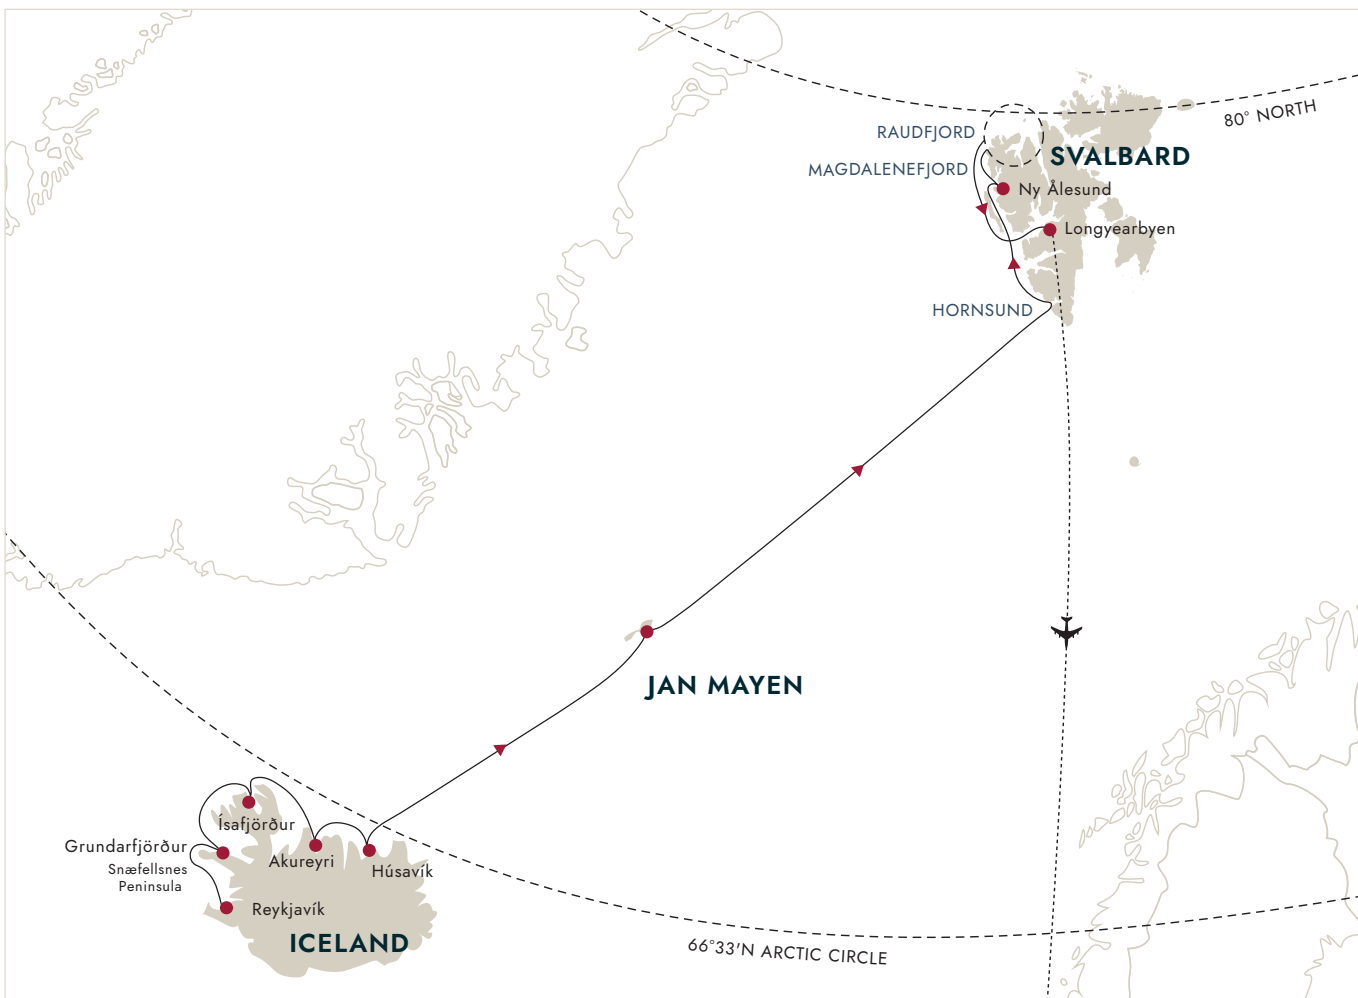 80° NORTH
RAUDFJORD
SVALBARD
MAGDALENEFJORD
Ny Ålesund
Longyearbyen
HORNSUND
JAN MAYEN
Ísafjörður
Grundarfjörður
Snæfellsnes
Peninsula
Akureyri
Húsavík
Reykjavík
ICELAND
66°33'N ARCTIC CIRCLE